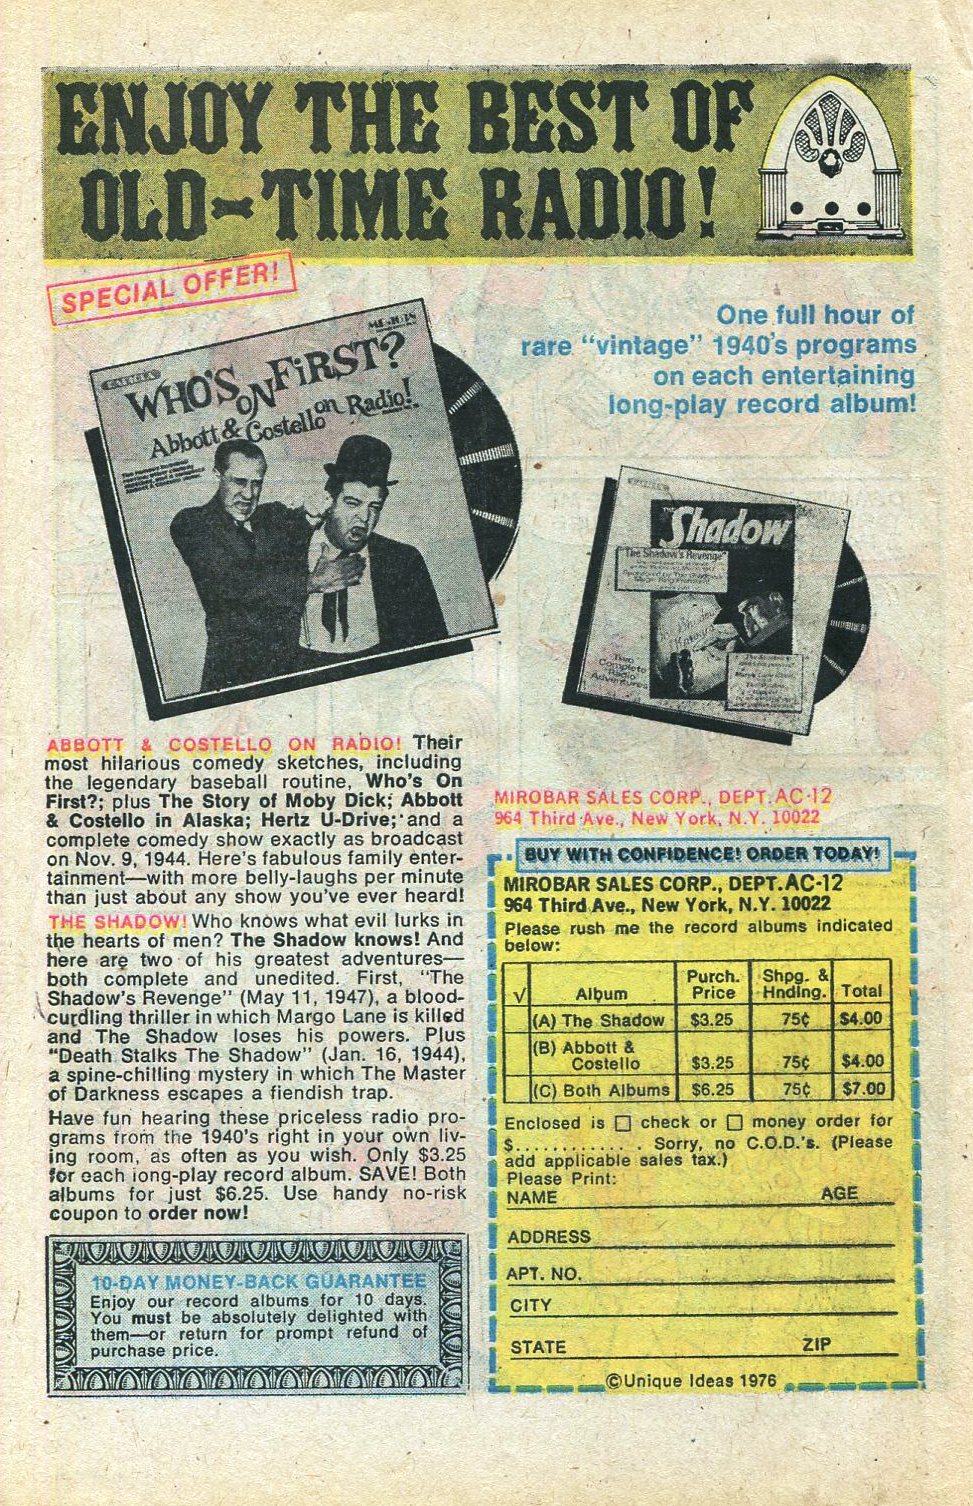 ENJOY THE BEST OF
OLD-TIME RADIO!
SPECIAL OFFER!
One full hour of
rare "vintage" 1940's programs
on each entertaining
long-play record album!
WHO'S ON FIRST?
Abbott & Costello on Radio!
The Shadow
"The Shadow's Revenge"
Two
Complete
Radio
Adventures
ABBOTT & COSTELLO ON RADIO! Their
most hilarious comedy sketches, including
the legendary baseball routine, Who's On
First?; plus The Story of Moby Dick; Abbott
& Costello in Alaska; Hertz U-Drive; and a
complete comedy show exactly as broadcast
on Nov. 9, 1944. Here's fabulous family enter-
tainment—with more belly-laughs per minute
than just about any show you've ever heard!
THE SHADOW! Who knows what evil lurks in
the hearts of men? The Shadow knows! And
here are two of his greatest adventures—
both complete and unedited. First, "The
Shadow's Revenge" (May 11, 1947), a blood-
curdling thriller in which Margo Lane is killed
and The Shadow loses his powers. Plus
"Death Stalks The Shadow" (Jan. 16, 1944),
a spine-chilling mystery in which The Master
of Darkness escapes a fiendish trap.
Have fun hearing these priceless radio pro-
grams from the 1940's right in your own liv-
ing room, as often as you wish. Only $3.25
for each long-play record album. SAVE! Both
albums for just $6.25. Use handy no-risk
coupon to order now!
10-DAY MONEY-BACK GUARANTEE
Enjoy our record albums for 10 days.
You must be absolutely delighted with
them—or return for prompt refund of
purchase price.
MIROBAR SALES CORP., DEPT. AC-12
964 Third Ave., New York, N.Y. 10022
BUY WITH CONFIDENCE! ORDER TODAY!
MIROBAR SALES CORP., DEPT. AC-12
964 Third Ave., New York, N.Y. 10022
Please rush me the record albums indicated
below:
√ Album Purch. Price Shpg. & Hndlng. Total
(A) The Shadow $3.25 75¢ $4.00
(B) Abbott & Costello $3.25 75¢ $4.00
(C) Both Albums $6.25 75¢ $7.00
Enclosed is □ check or □ money order for
$............. Sorry, no C.O.D.'s. (Please
add applicable sales tax.)
Please Print:
NAME AGE
ADDRESS
APT. NO.
CITY
STATE ZIP
©Unique Ideas 1976